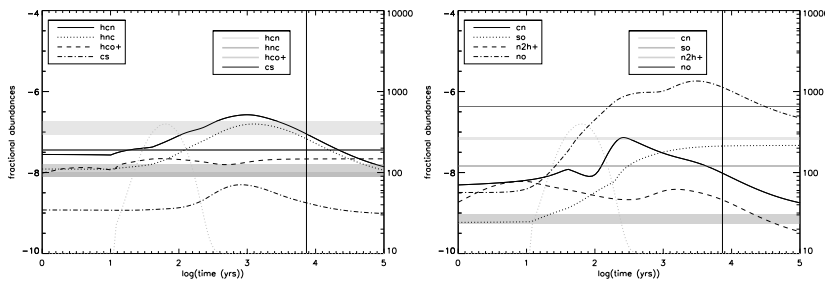 hcn
hnc
hco+
cs
hcn
hnc
hco+
cs
-4
-6
-8
-10
fractional abundances
10000
1000
100
10
0 1 2 3 4 5
log(time (yrs))
cn
so
n2h+
no
cn
so
n2h+
no
-4
-6
-8
-10
fractional abundances
10000
1000
100
10
0 1 2 3 4 5
log(time (yrs))